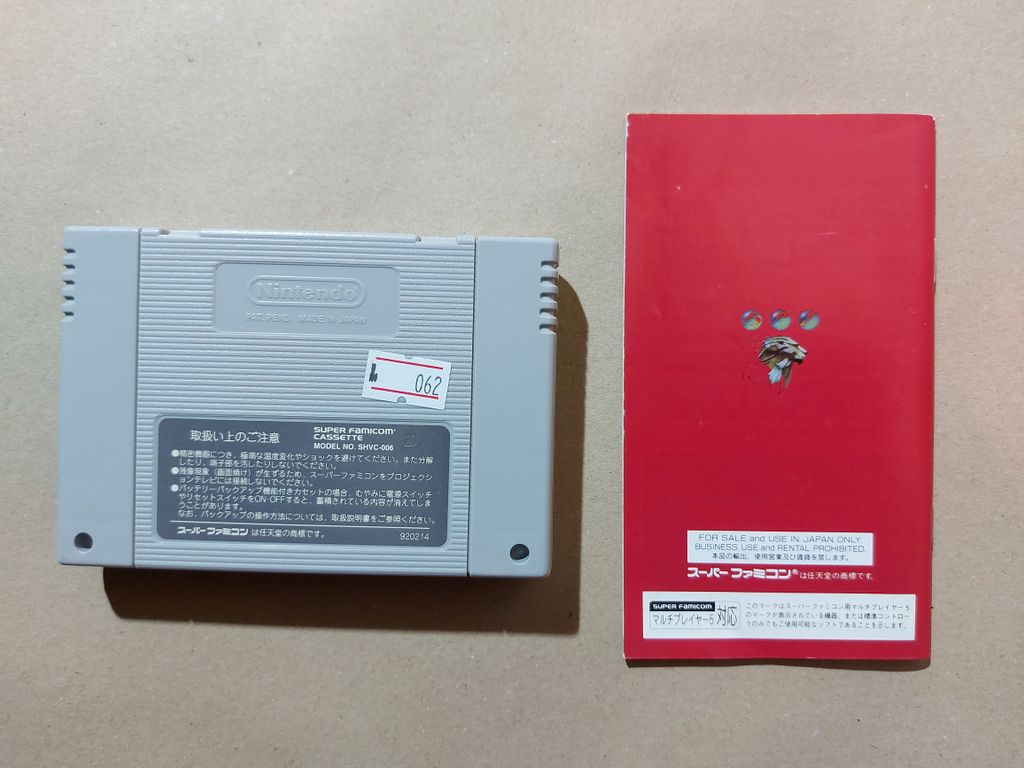 Nintendo
PAT. PEND. MADE IN JAPAN
062
取扱い上のご注意
SUPER FAMICOM
CASSETTE
MODEL NO. SHVC-006
●精密機器につき、極端な温度変化やショックを避けてください。また分解
したり、端子部を汚したりしないでください。
●残像現象(画面焼け)が生ずるため、スーパーファミコンをプロジェクシ
ョンテレビには接続しないでください。
●バッテリーバックアップ機能付きカセットの場合、むやみに電源スイッチ
やリセットスイッチをON-OFFすると、蓄積されている内容が消えてしま
うことがあります。
なお、バックアップの操作方法については、取扱説明書をご参照ください。
スーパーファミコンは任天堂の商標です。
920214
FOR SALE and USE IN JAPAN ONLY.
BUSINESS USE and RENTAL PROHIBITED.
本品の輸出、使用営業及び賃貸を禁じます。
スーパーファミコン®は任天堂の商標です。
SUPER FAMICOM
マルチプレイヤー5 対応
このマークはスーパーファミコン用マルチプレイヤー5
のマークが表示されている機器、または標準コントロー
ラのみでもご使用可能なソフトであることを示します。